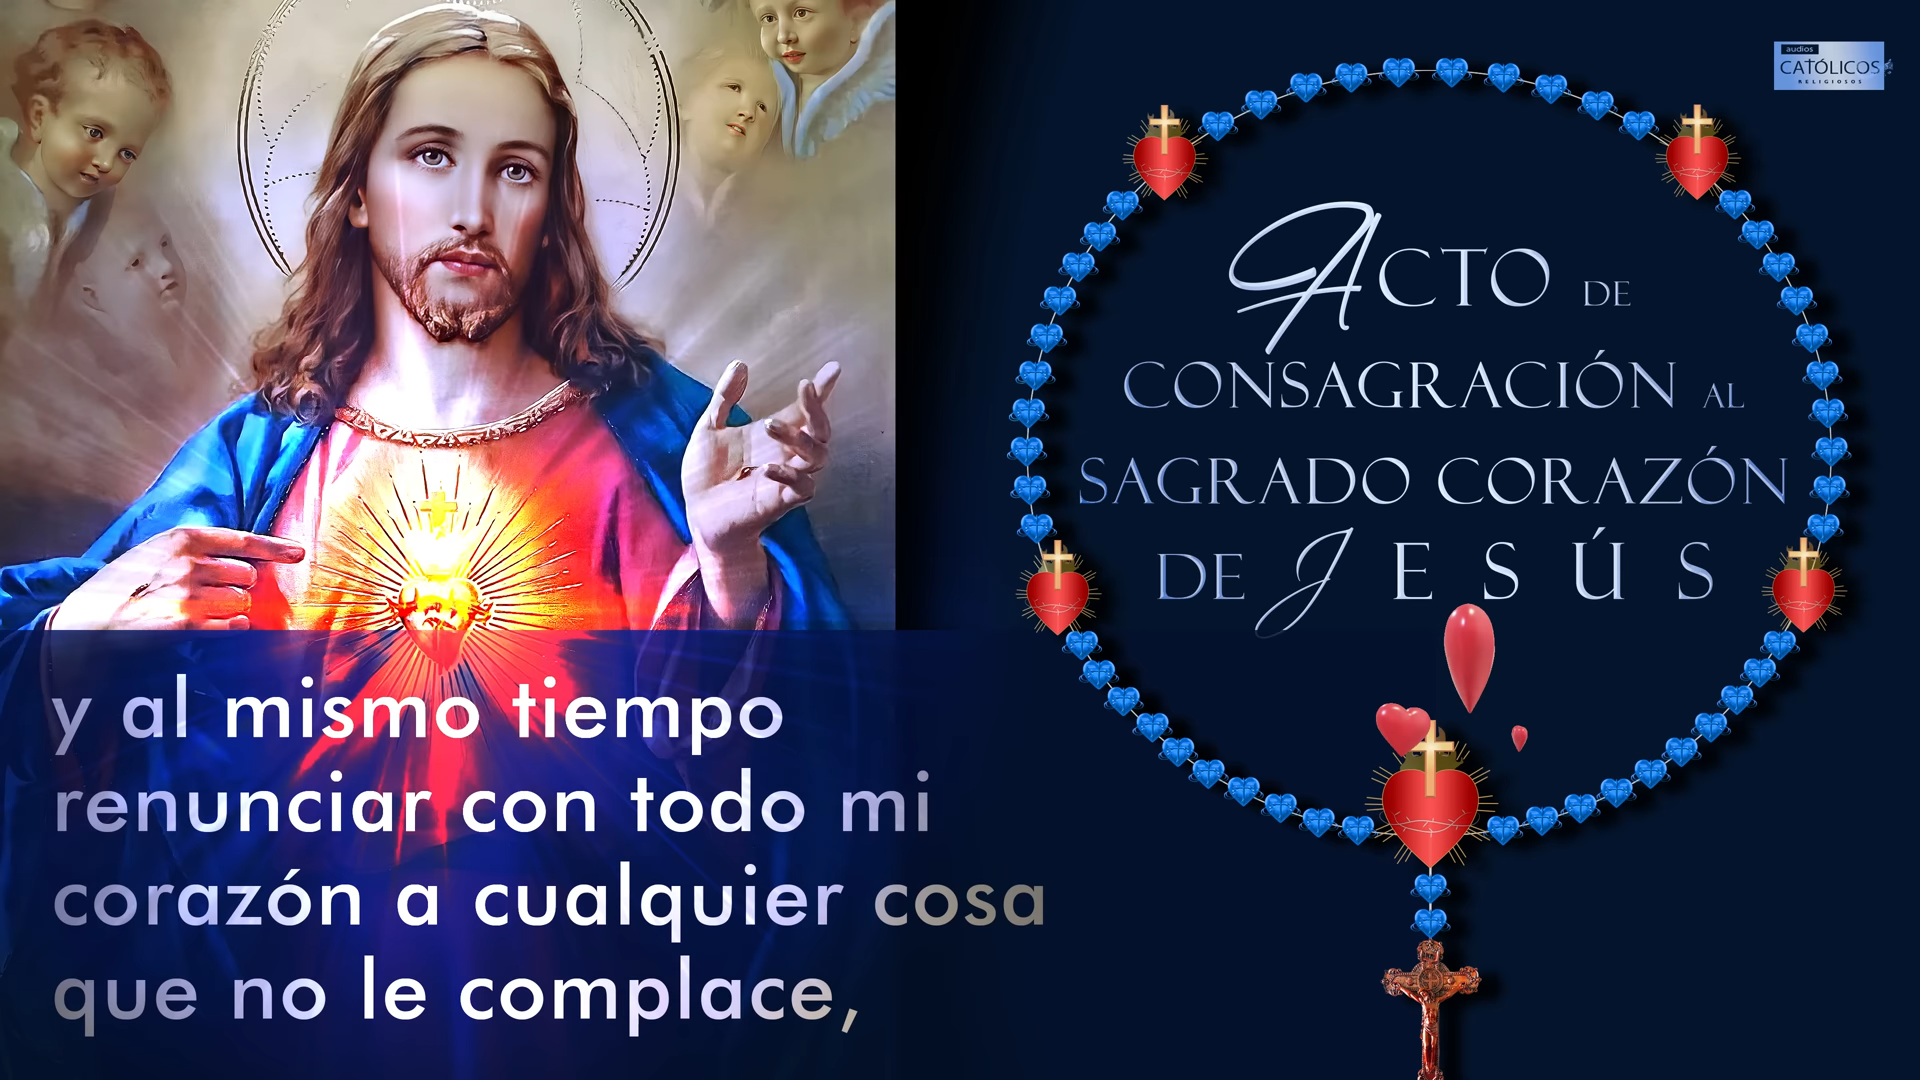 audios
CATÓLICOS
RELIGIOSOS
ACTO DE
CONSAGRACIÓN AL
SAGRADO CORAZÓN
DE JESÚS
y al mismo tiempo
renunciar con todo mi
corazón a cualquier cosa
que no le complace,